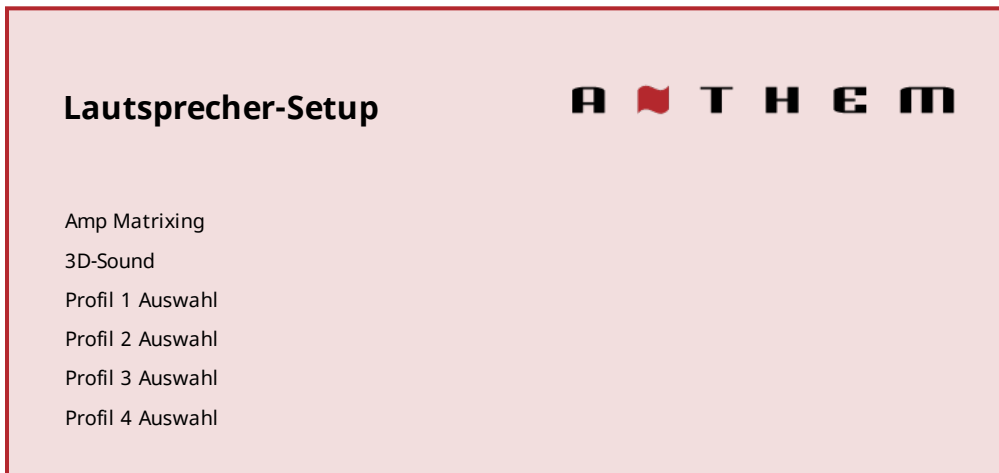 Lautsprecher-Setup
ANTHEM
Amp Matrixing
3D-Sound
Profil 1 Auswahl
Profil 2 Auswahl
Profil 3 Auswahl
Profil 4 Auswahl